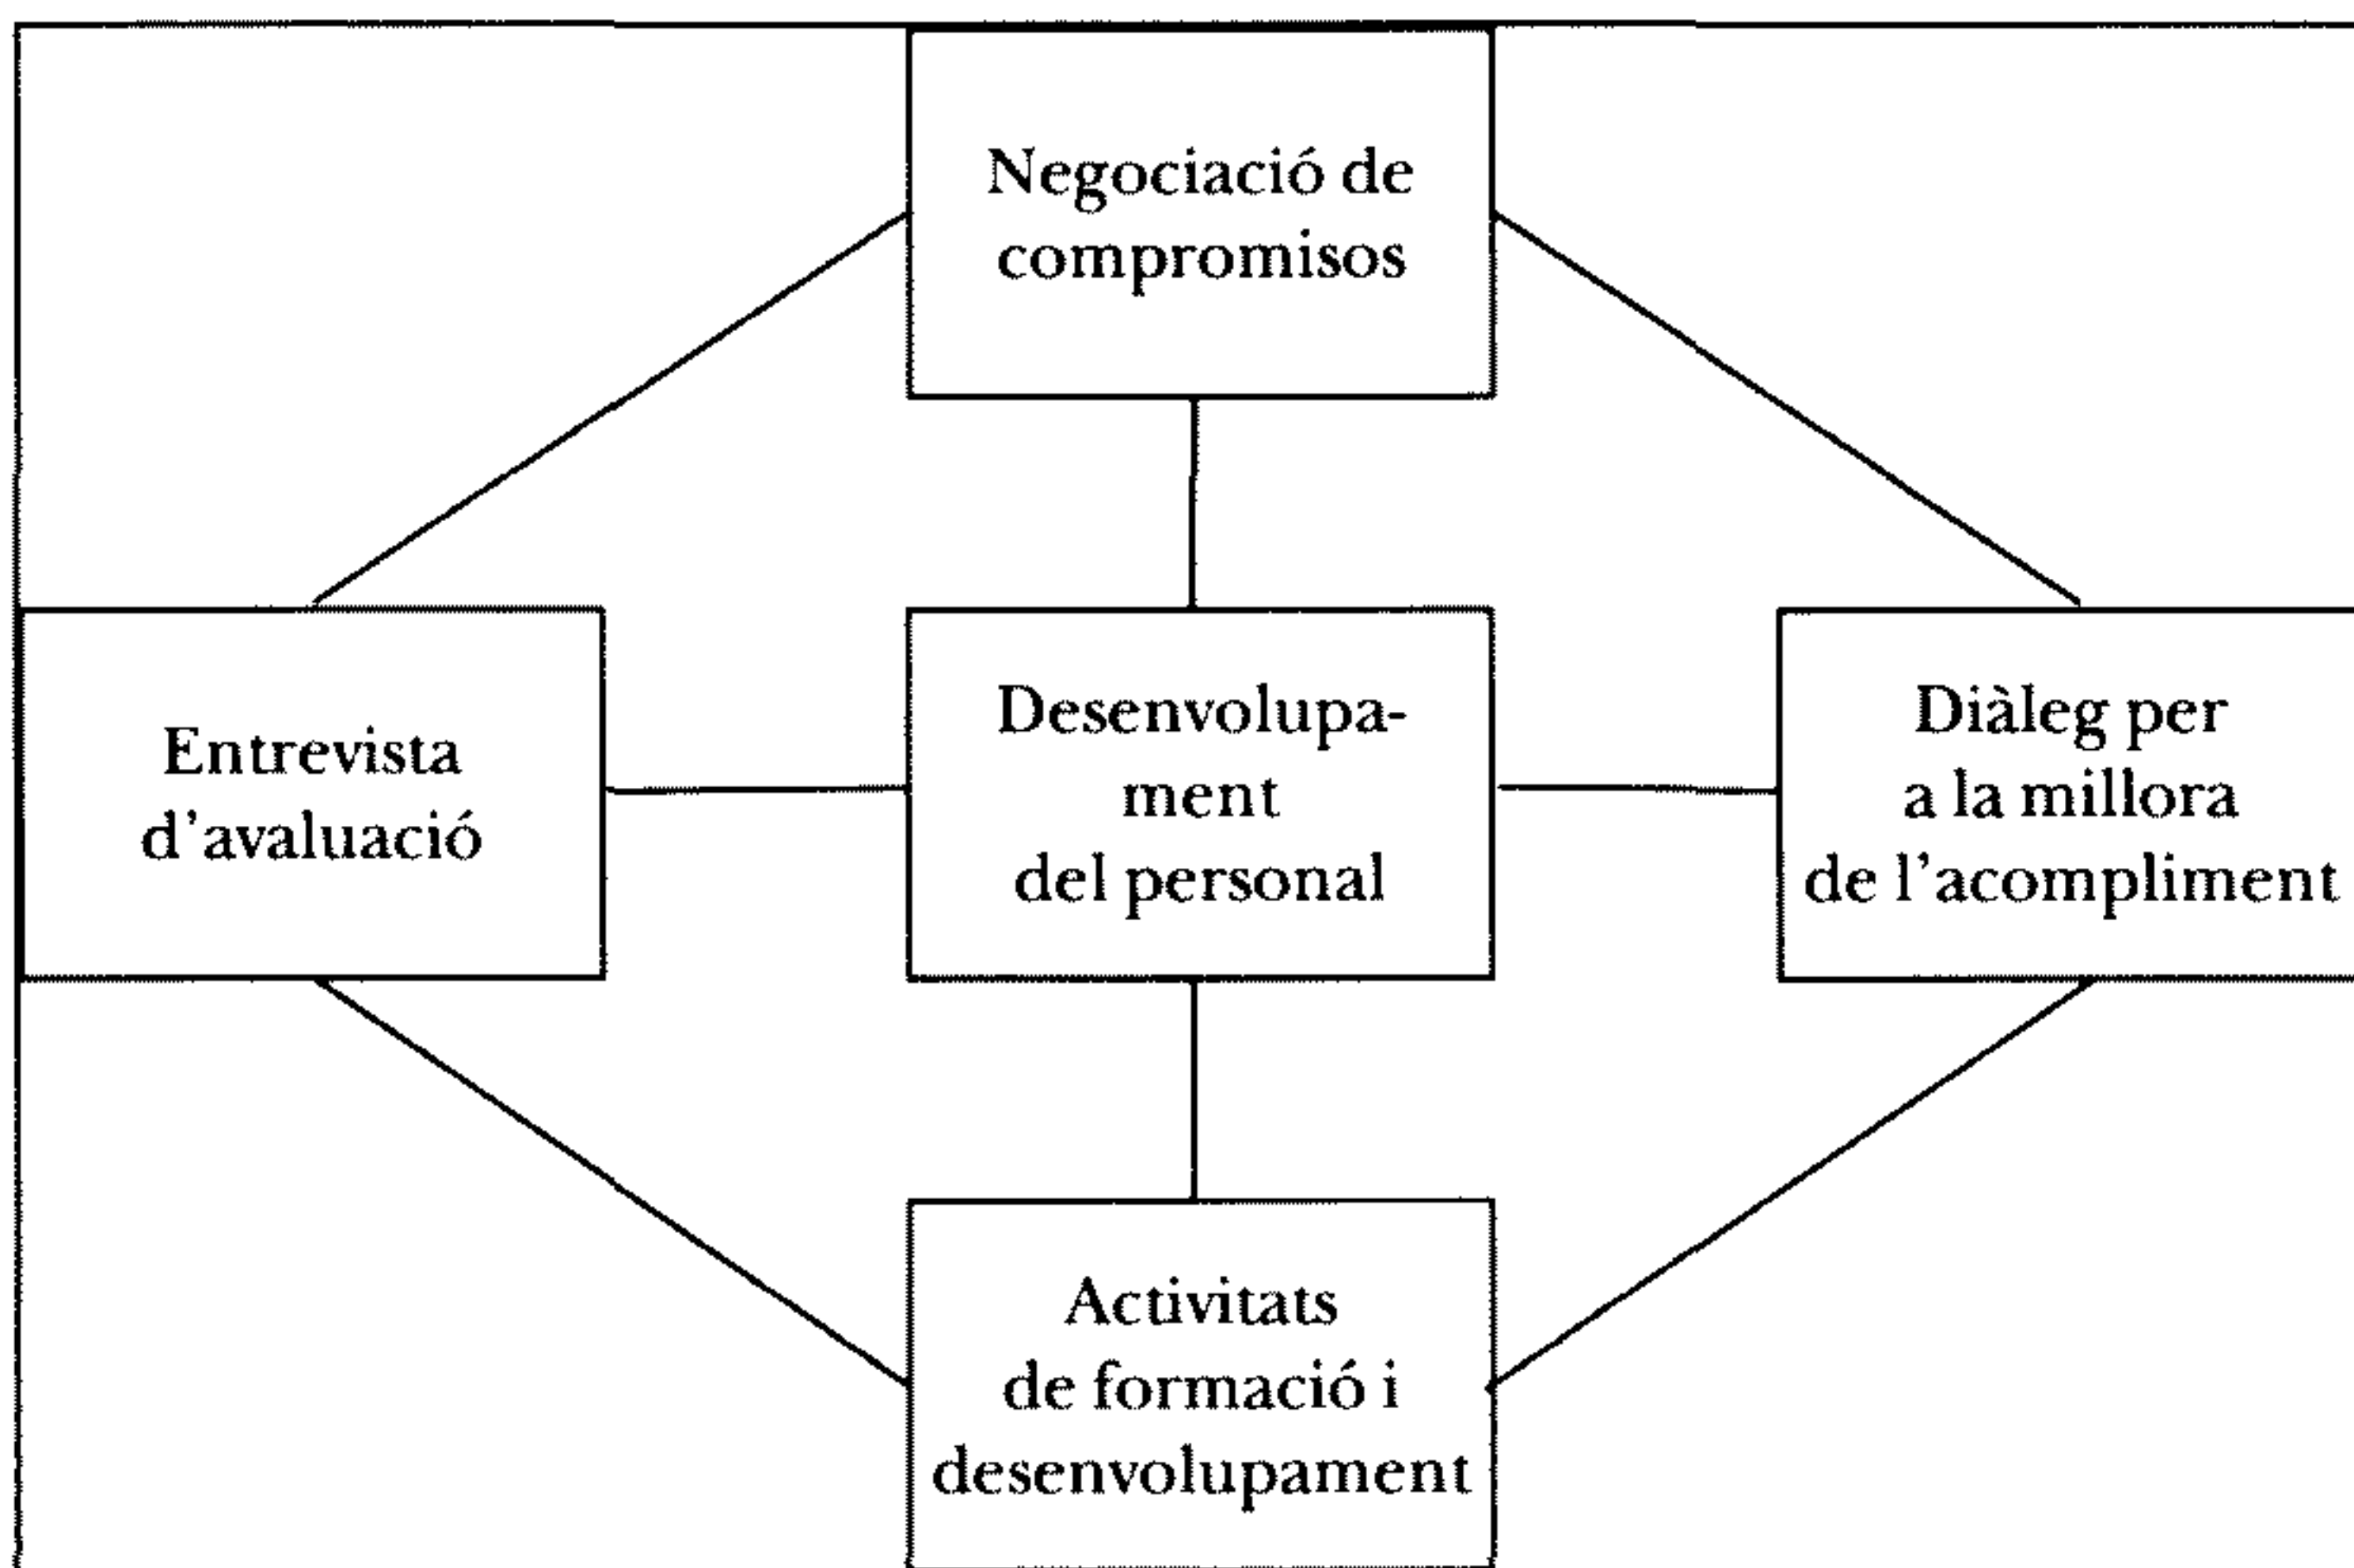 Negociació de
compromisos
Entrevista
d'avaluació
Desenvolupa-
ment
del personal
Diàleg per
a la millora
de l'acompliment
Activitats
de formació i
desenvolupament